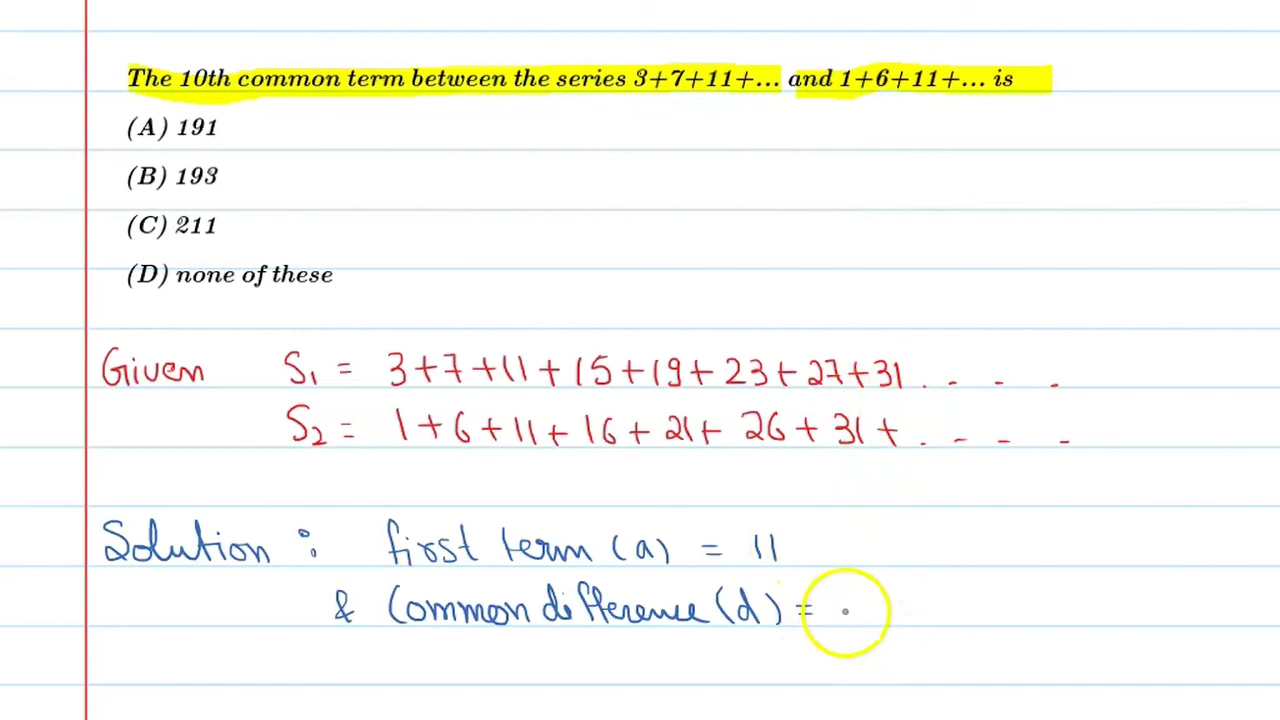 The 10th common term between the series 3+7+11+... and 1+6+11+... is
(A) 191
(B) 193
(C) 211
(D) none of these
Given S₁ = 3+7+11+15+19+23+27+31 . - - .
S₂ = 1+6+11+16+21+26+31+ . - - -
Solution : first term (a) = 11
& Common difference (d) =